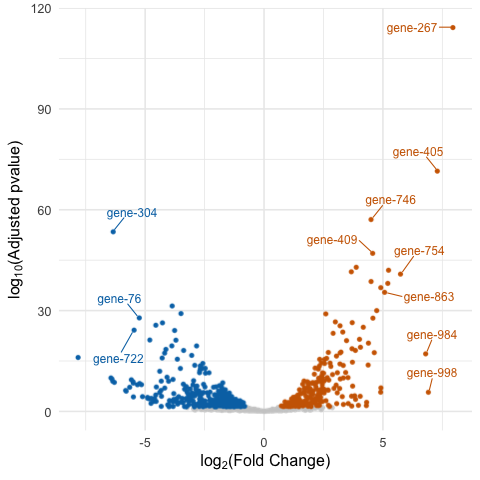 120
90
60
30
0
-5
0
5
log10(Adjusted pvalue)
log2(Fold Change)
gene-267
gene-405
gene-746
gene-304
gene-409
gene-754
gene-76
gene-863
gene-722
gene-984
gene-998